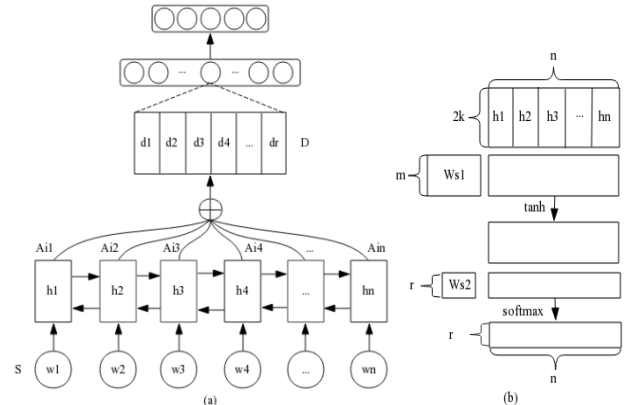 ... ...
d1 d2 d3 d4 ... dr D
Ai1 Ai2 Ai3 Ai4 ... Ain
h1 h2 h3 h4 ... hn
S w1 w2 w3 w4 ... wn
(a)
n
2k h1 h2 h3 ... hn
m Ws1
tanh
r Ws2
softmax
r
n
(b)